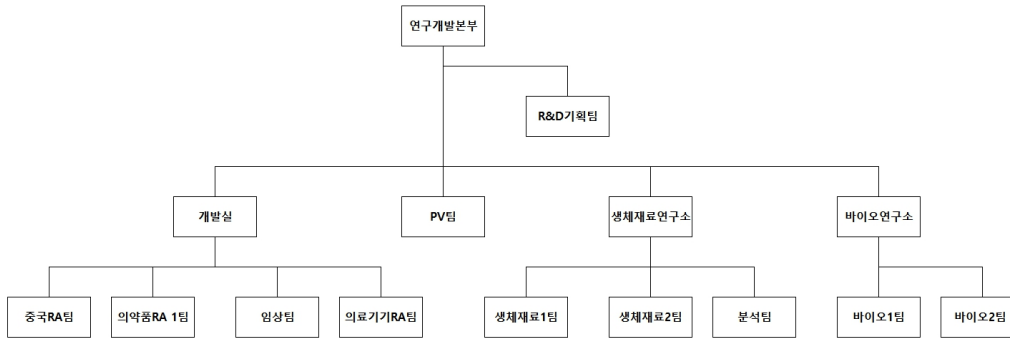 연구개발본부
R&D기획팀
개발실
PV팀
생체재료연구소
바이오연구소
중국RA팀
의약품RA 1팀
임상팀
의료기기RA팀
생체재료1팀
생체재료2팀
분석팀
바이오1팀
바이오2팀